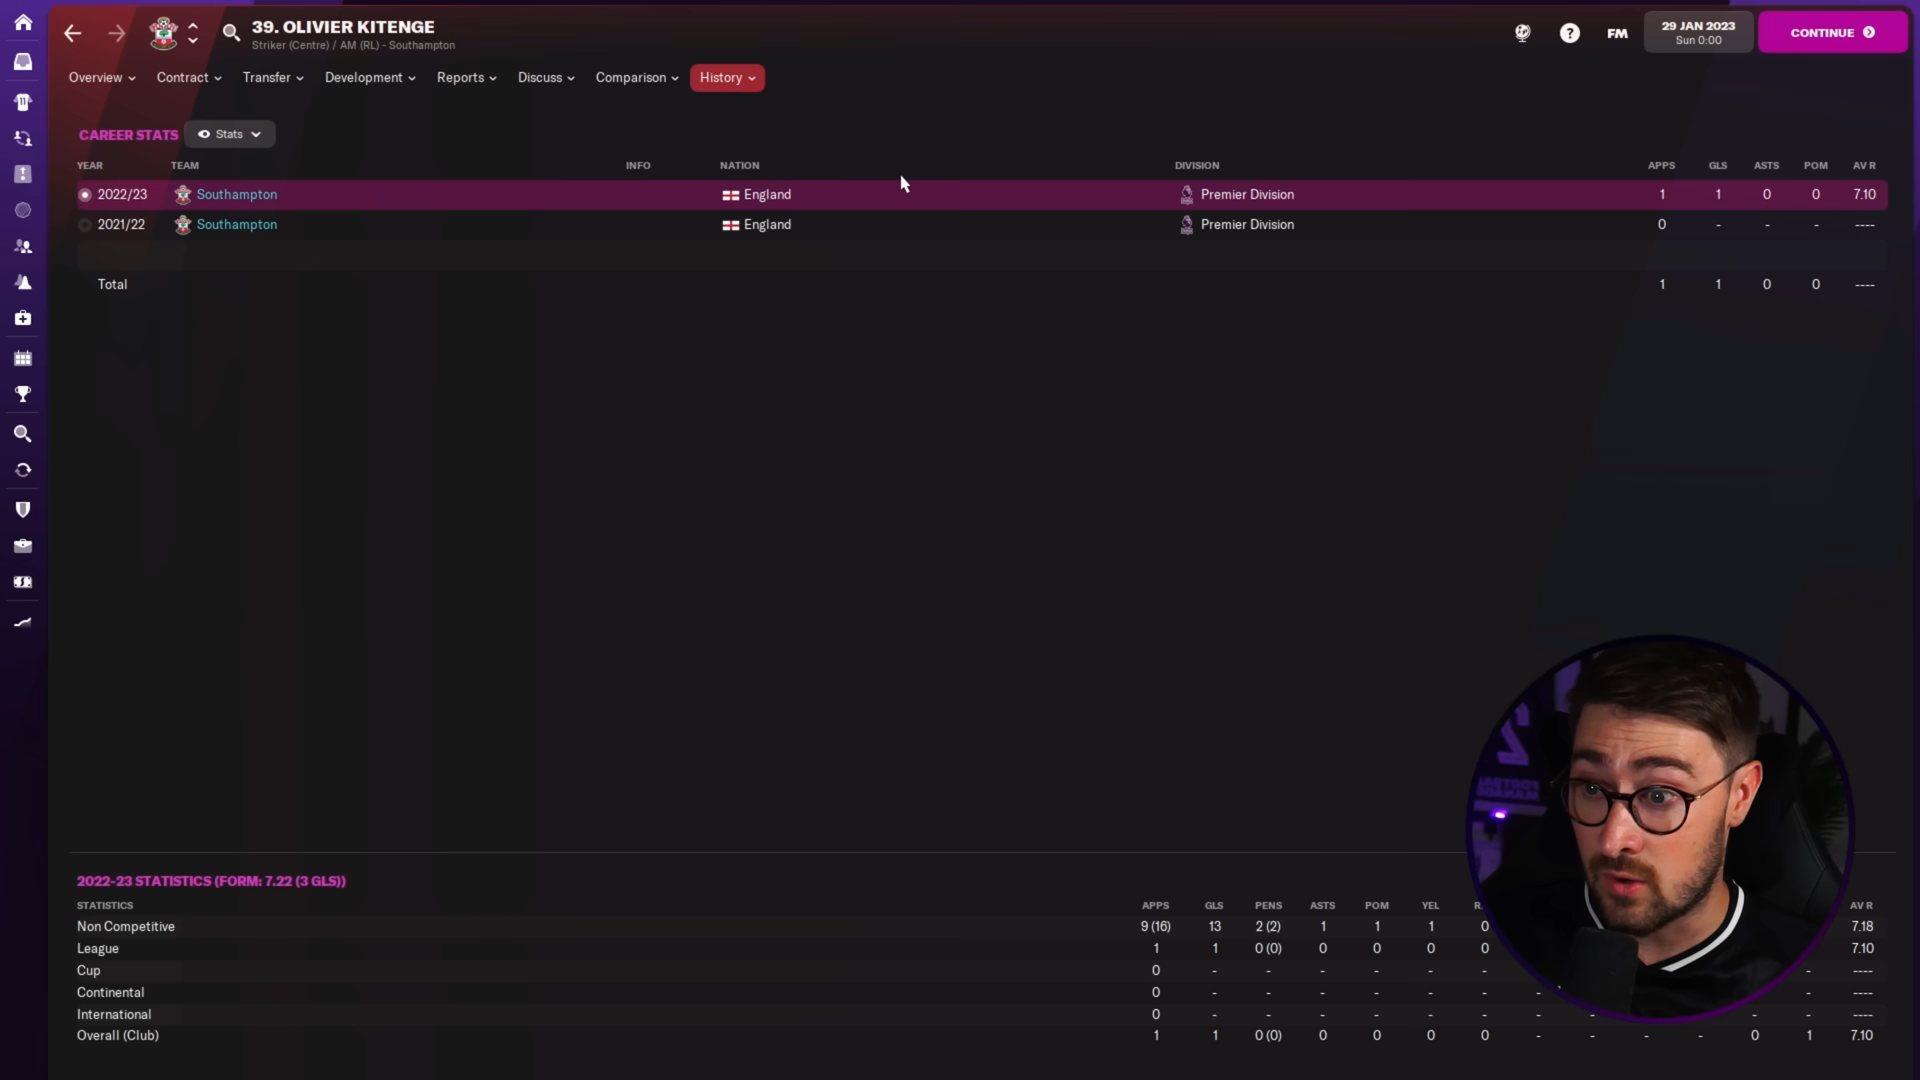 39. OLIVIER KITENGE
Striker (Centre) / AM (RL) - Southampton
FM
29 JAN 2023
Sun 0:00
CONTINUE
Overview Contract Transfer Development Reports Discuss Comparison History
CAREER STATS Stats
YEAR TEAM INFO NATION DIVISION APPS GLS ASTS POM AV R
2022/23 Southampton England Premier Division 1 1 0 0 7.10
2021/22 Southampton England Premier Division 0 - - - ----
Total 1 1 0 0 ----
2022-23 STATISTICS (FORM: 7.22 (3 GLS))
STATISTICS APPS GLS PENS ASTS POM YEL AV R
Non Competitive 9 (16) 13 2 (2) 1 1 1 0 7.18
League 1 1 0 (0) 0 0 0 0 7.10
Cup 0 - - - - - - - ----
Continental 0 - - - - - - - - ----
International 0 - - - - - - - - - - ----
Overall (Club) 1 1 0 (0) 0 0 0 0 - - - - 0 1 7.10